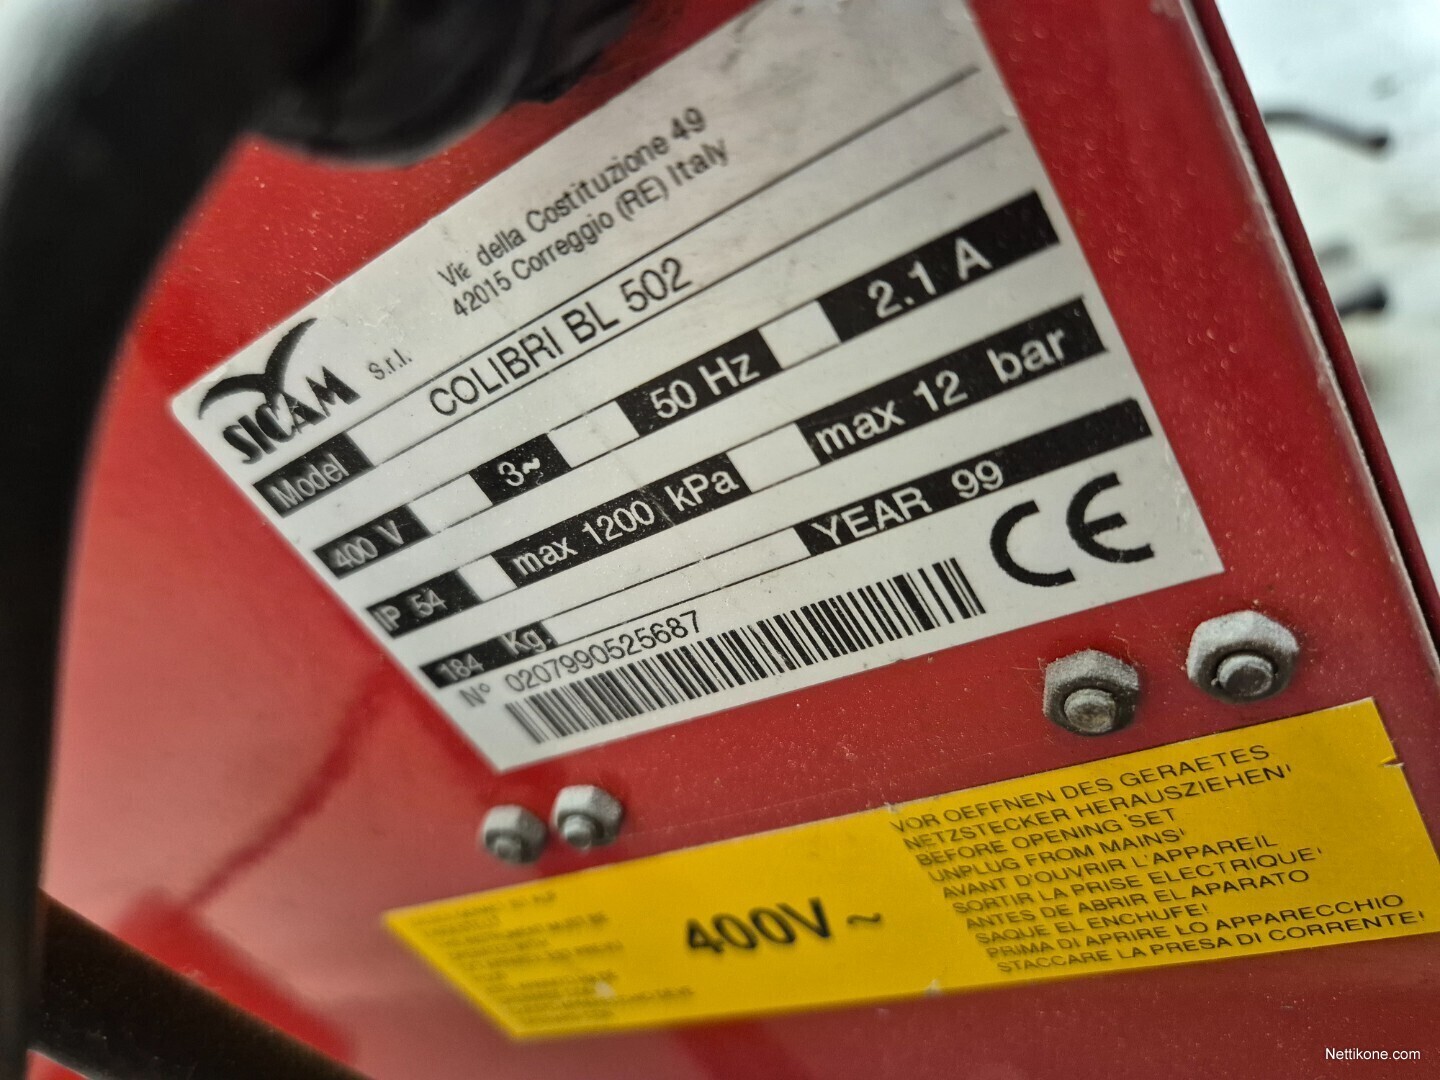 SICAM S.r.l.
Via della Costituzione 49
42015 Correggio (RE) Italy
Model COLIBRI BL 502
400 V 3~ 50 Hz 2.1 A
IP 54 max 1200 kPa max 12 bar
184 Kg. YEAR 99
N° 0207990525687
CE
400V ~
VOR OEFFNEN DES GERAETES
NETZSTECKER HERAUSZIEHEN!
BEFORE OPENING SET
UNPLUG FROM MAINS!
AVANT D'OUVRIR L'APPAREIL
SORTIR LA PRISE ELECTRIQUE!
ANTES DE ABRIR EL APARATO
SAQUE EL ENCHUFE!
PRIMA DI APRIRE LO APPARECCHIO
STACCARE LA PRESA DI CORRENTE!
Nettikone.com